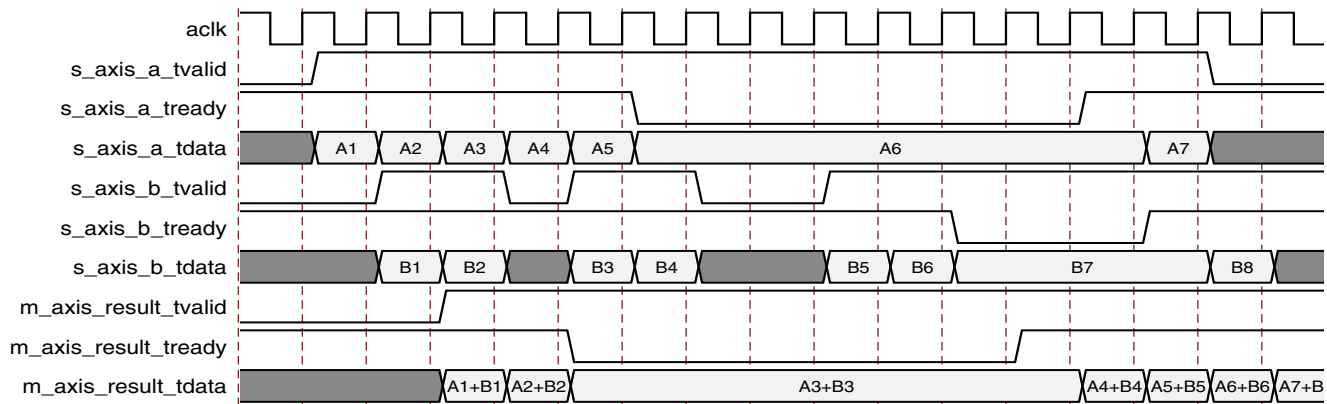 aclk
s_axis_a_tvalid
s_axis_a_tready
s_axis_a_tdata A1 A2 A3 A4 A5 A6 A7
s_axis_b_tvalid
s_axis_b_tready
s_axis_b_tdata B1 B2 B3 B4 B5 B6 B7 B8
m_axis_result_tvalid
m_axis_result_tready
m_axis_result_tdata A1+B1 A2+B2 A3+B3 A4+B4 A5+B5 A6+B6 A7+B